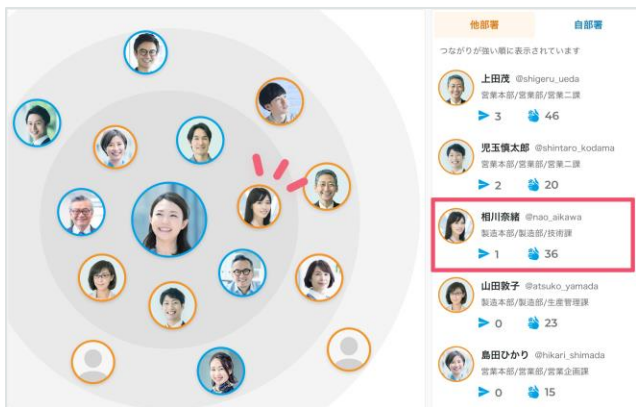 他部署 自部署
つながりが強い順に表示されています
上田茂 @shigeru_ueda
営業本部/営業部/営業二課
3 46
児玉慎太郎 @shintaro_kodama
営業本部/営業部/営業二課
2 20
相川奈緒 @nao_aikawa
製造本部/製造部/技術課
1 36
山田敦子 @atsuko_yamada
製造本部/製造部/生産管理課
0 23
島田ひかり @hikari_shimada
営業本部/営業部/営業企画課
0 15